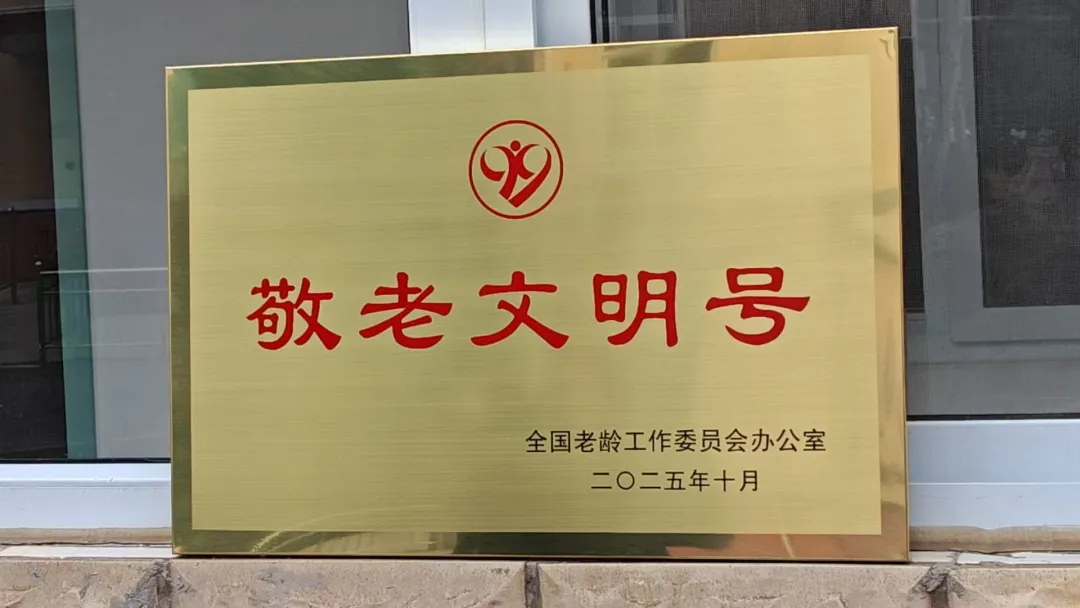 敬老文明号
全国老龄工作委员会办公室
二〇二五年十月